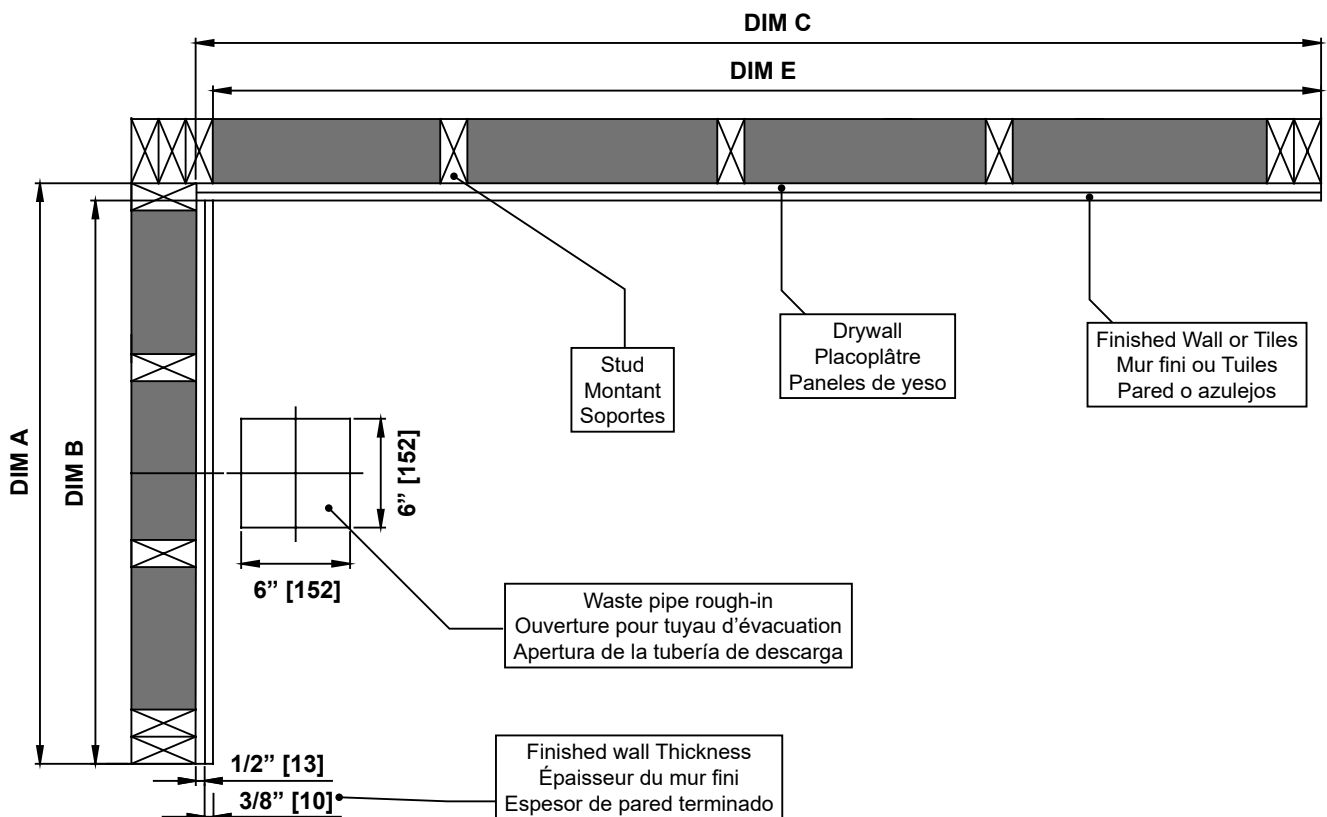 DIM C
DIM E
DIM A
DIM B
Stud
Montant
Soportes
Drywall
Placoplâtre
Paneles de yeso
Finished Wall or Tiles
Mur fini ou Tuiles
Pared o azulejos
6” [152]
6” [152]
Waste pipe rough-in
Ouverture pour tuyau d’évacuation
Apertura de la tubería de descarga
1/2” [13]
3/8” [10]
Finished wall Thickness
Épaisseur du mur fini
Espesor de pared terminado